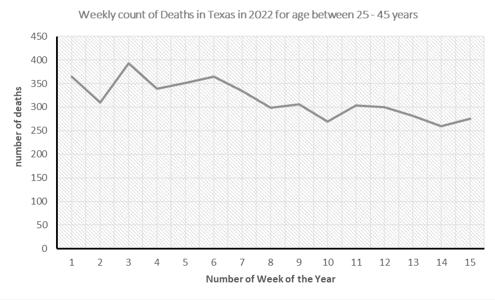 Weekly count of Deaths in Texas in 2022 for age between 25 - 45 years
450
400
350
300
250
200
150
100
50
0
number of deaths
1 2 3 4 5 6 7 8 9 10 11 12 13 14 15
Number of Week of the Year